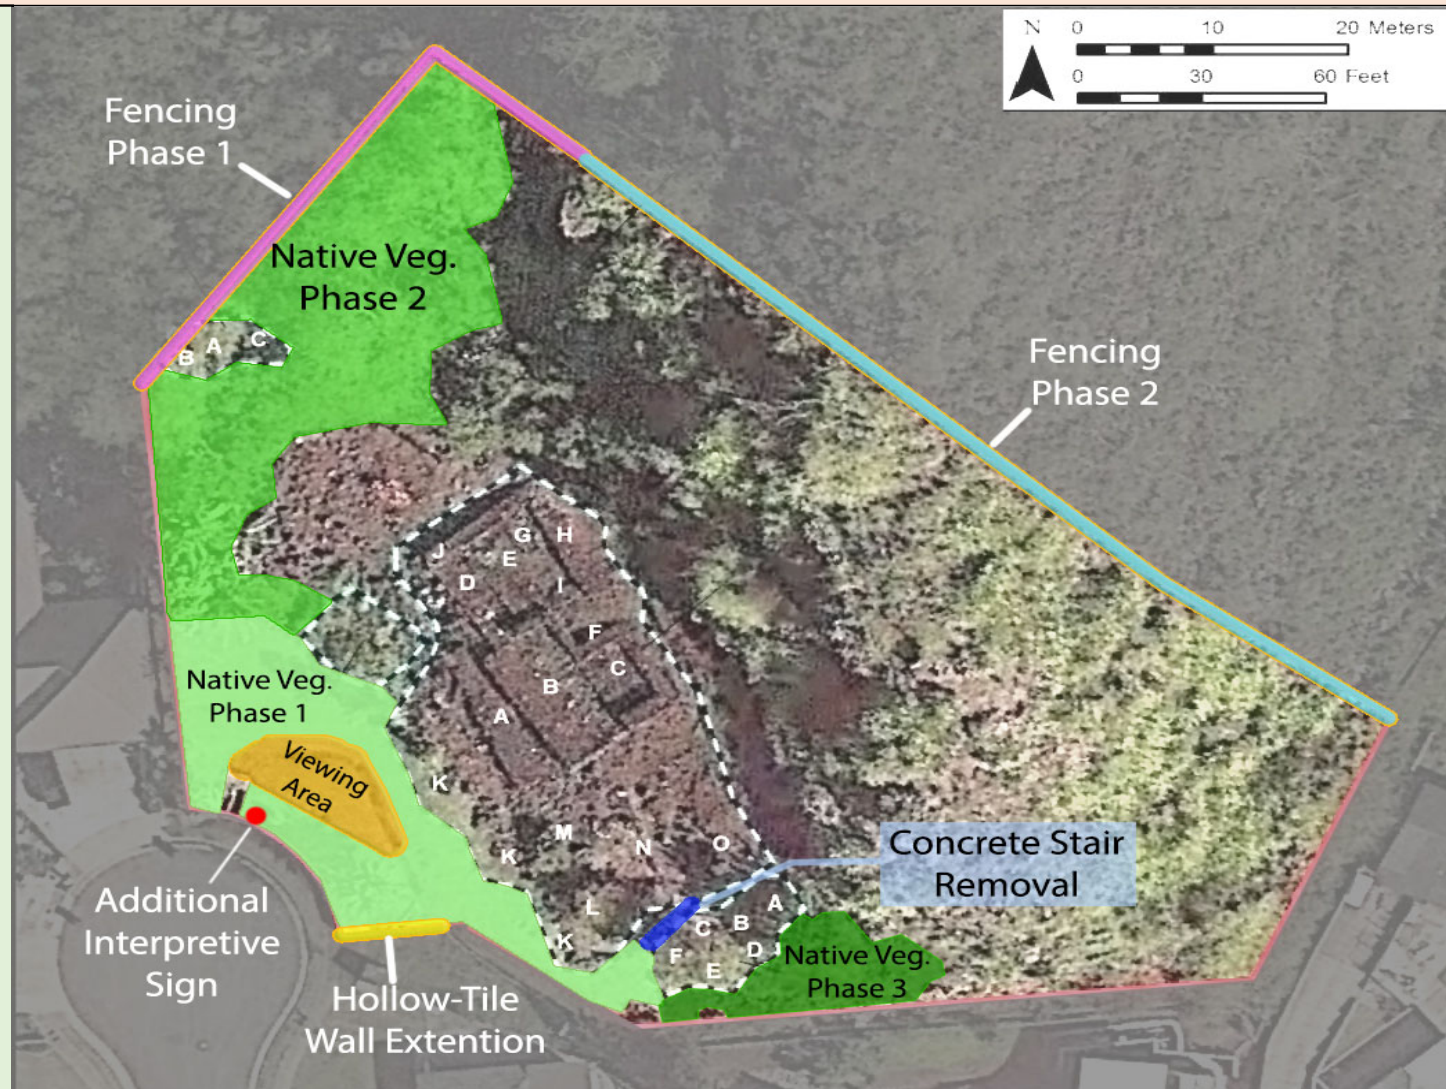 N 0 10 20 Meters
0 30 60 Feet
Fencing
Phase 1
Native Veg.
Phase 2
B A C
Fencing
Phase 2
G H
J E
D I
F
C
B
A
Native Veg.
Phase 1
Viewing
Area
K
M
K N O
L
K
Concrete Stair
Removal
A
B
C
D
F
E
Native Veg.
Phase 3
Additional
Interpretive
Sign
Hollow-Tile
Wall Extention